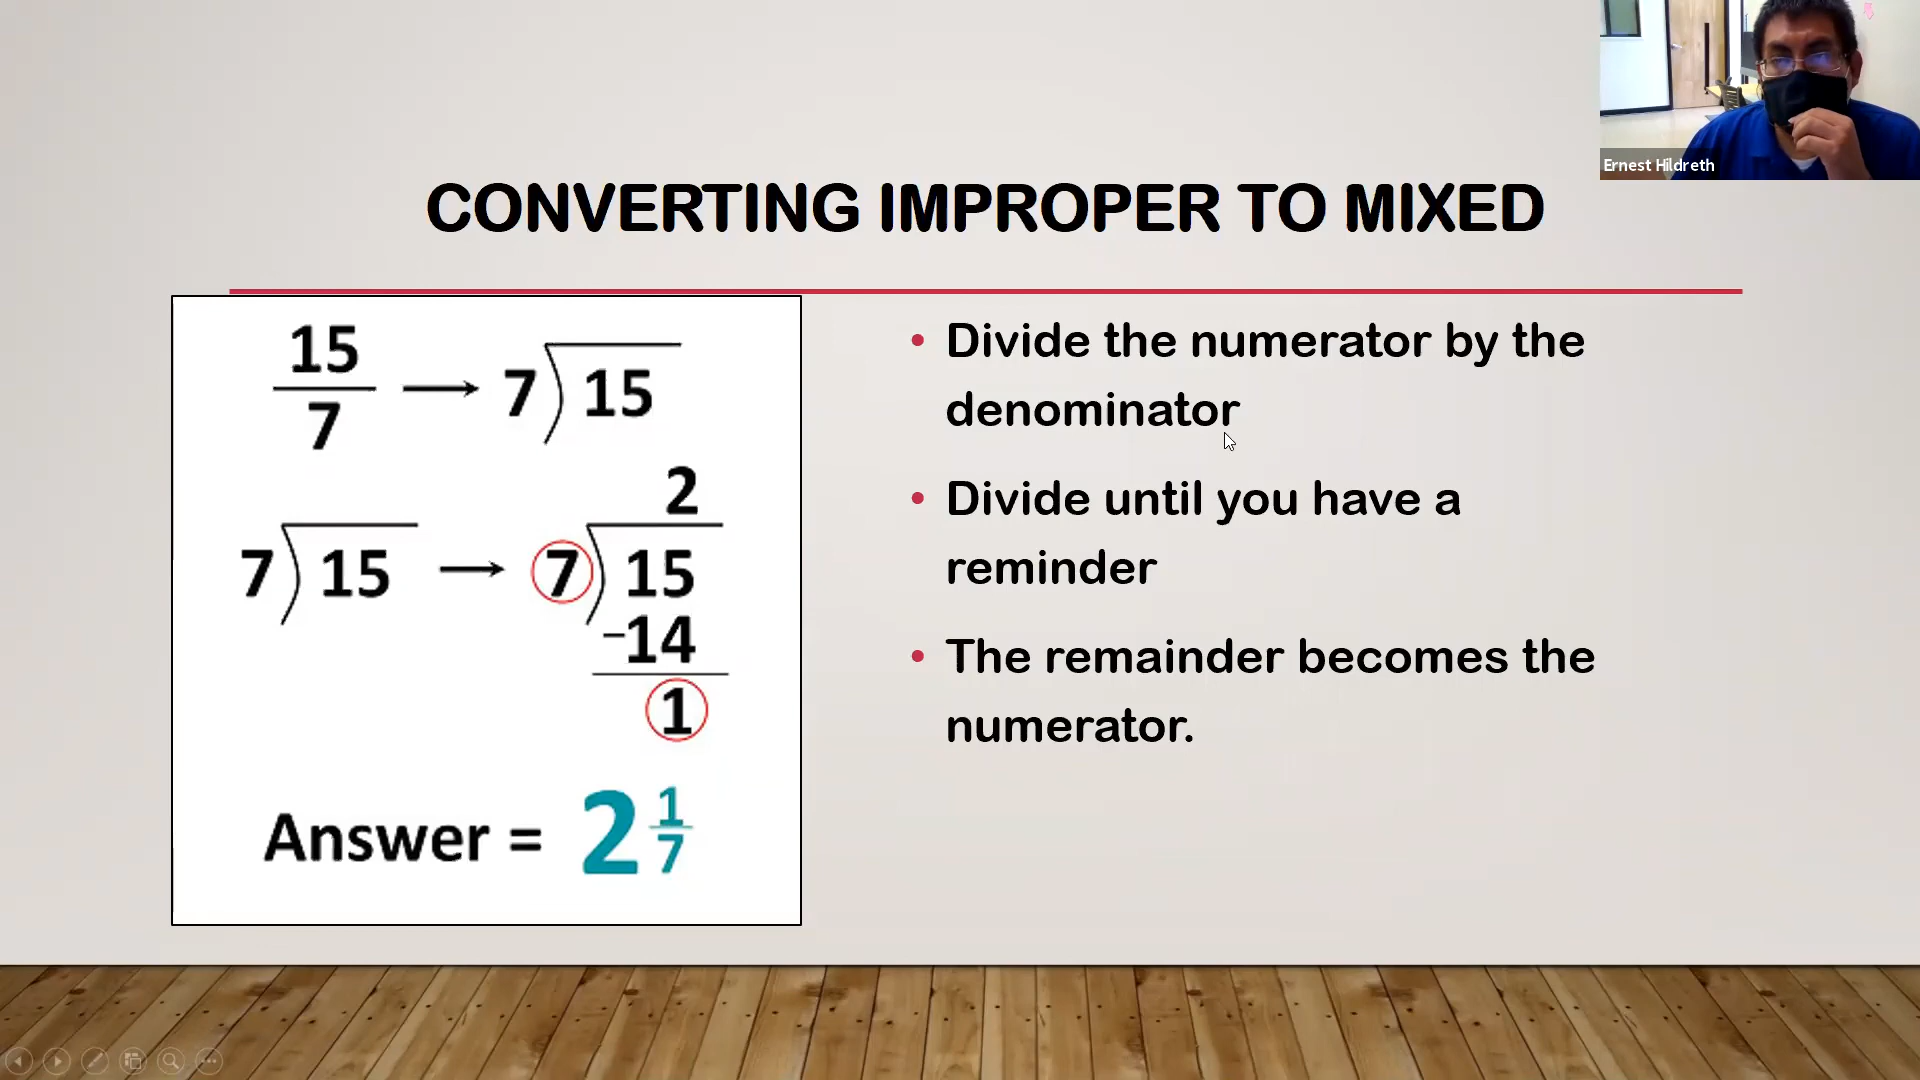 Ernest Hildreth
CONVERTING IMPROPER TO MIXED
15
7
7 15
2
7 15
7 15
-14
1
Answer = 2 1/7
• Divide the numerator by the
denominator
• Divide until you have a
reminder
• The remainder becomes the
numerator.